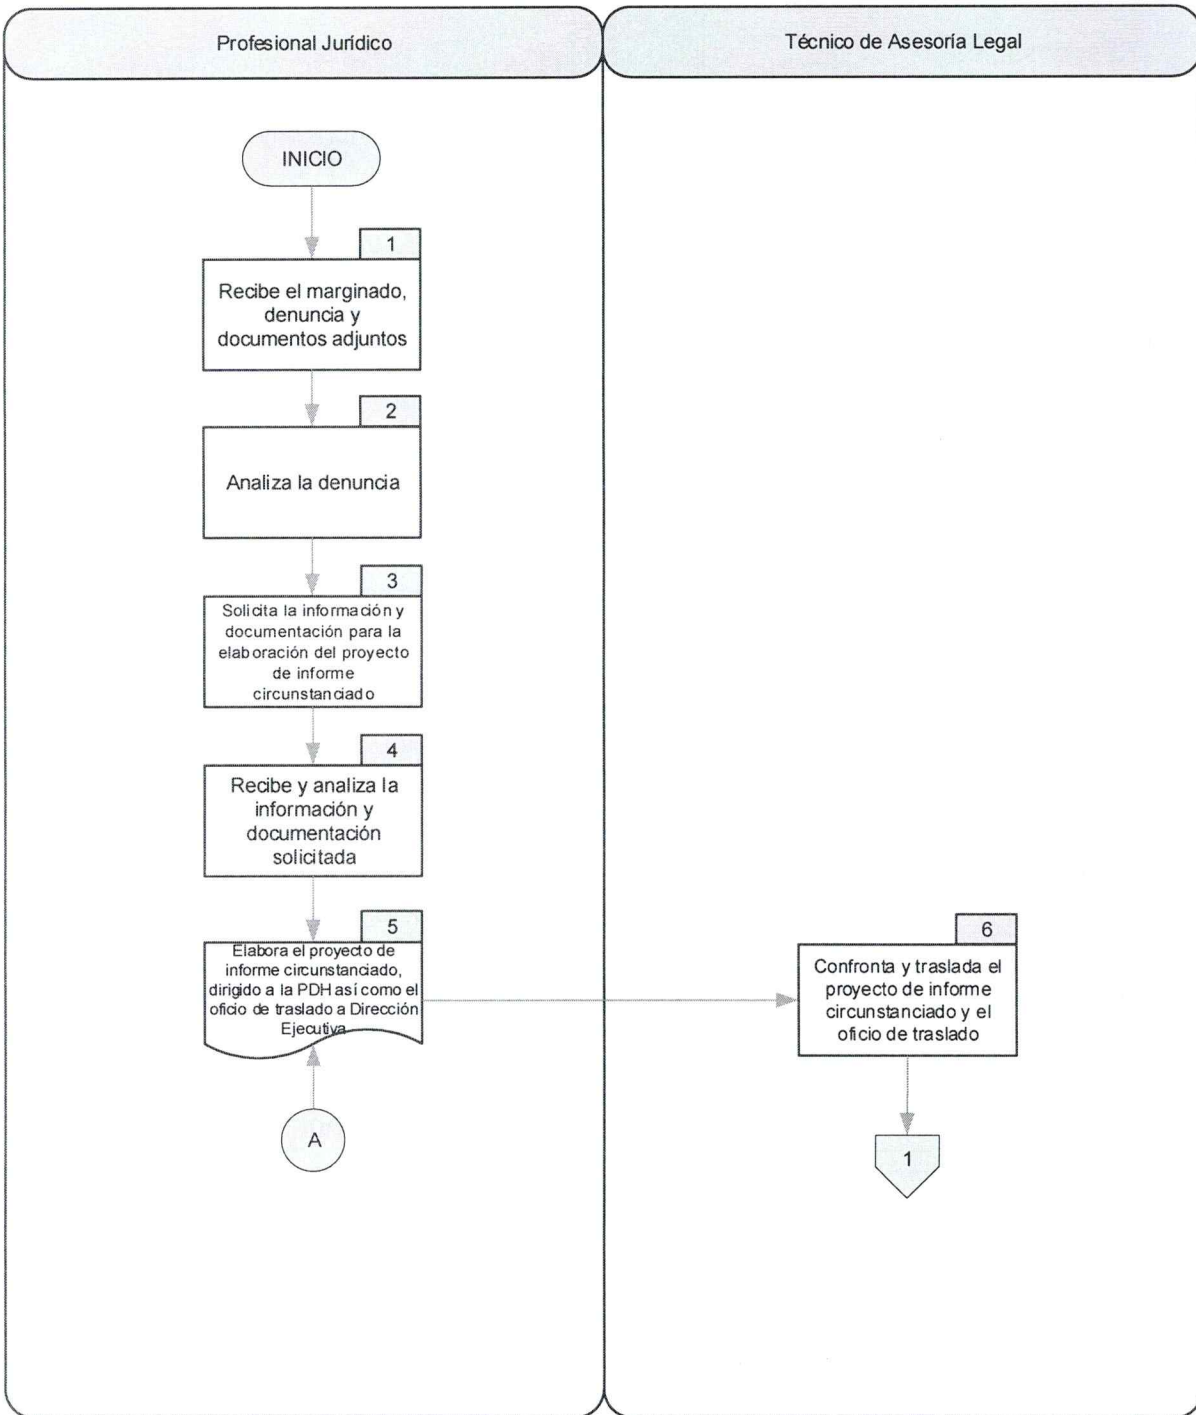 Profesional Jurídico
Técnico de Asesoría Legal
INICIO
1
Recibe el marginado,
denuncia y
documentos adjuntos
2
Analiza la denuncia
3
Solicita la información y
documentación para la
elaboración del proyecto
de informe
circunstanciado
4
Recibe y analiza la
información y
documentación
solicitada
5
Elabora el proyecto de
informe circunstanciado,
dirigido a la PDH así como el
oficio de traslado a Dirección
Ejecutiva
A
6
Confronta y traslada el
proyecto de informe
circunstanciado y el
oficio de traslado
1